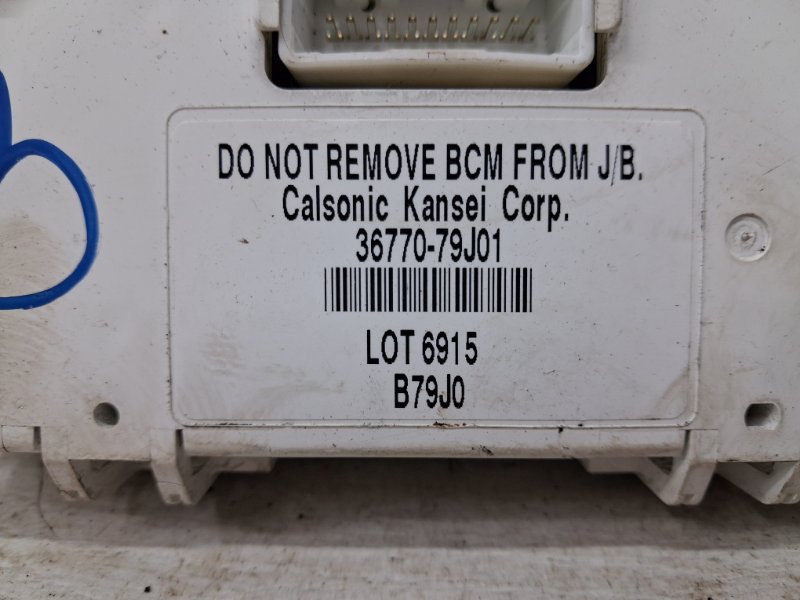 DO NOT REMOVE BCM FROM J/B.
Calsonic Kansei Corp.
36770-79J01
LOT 6915
B79J0